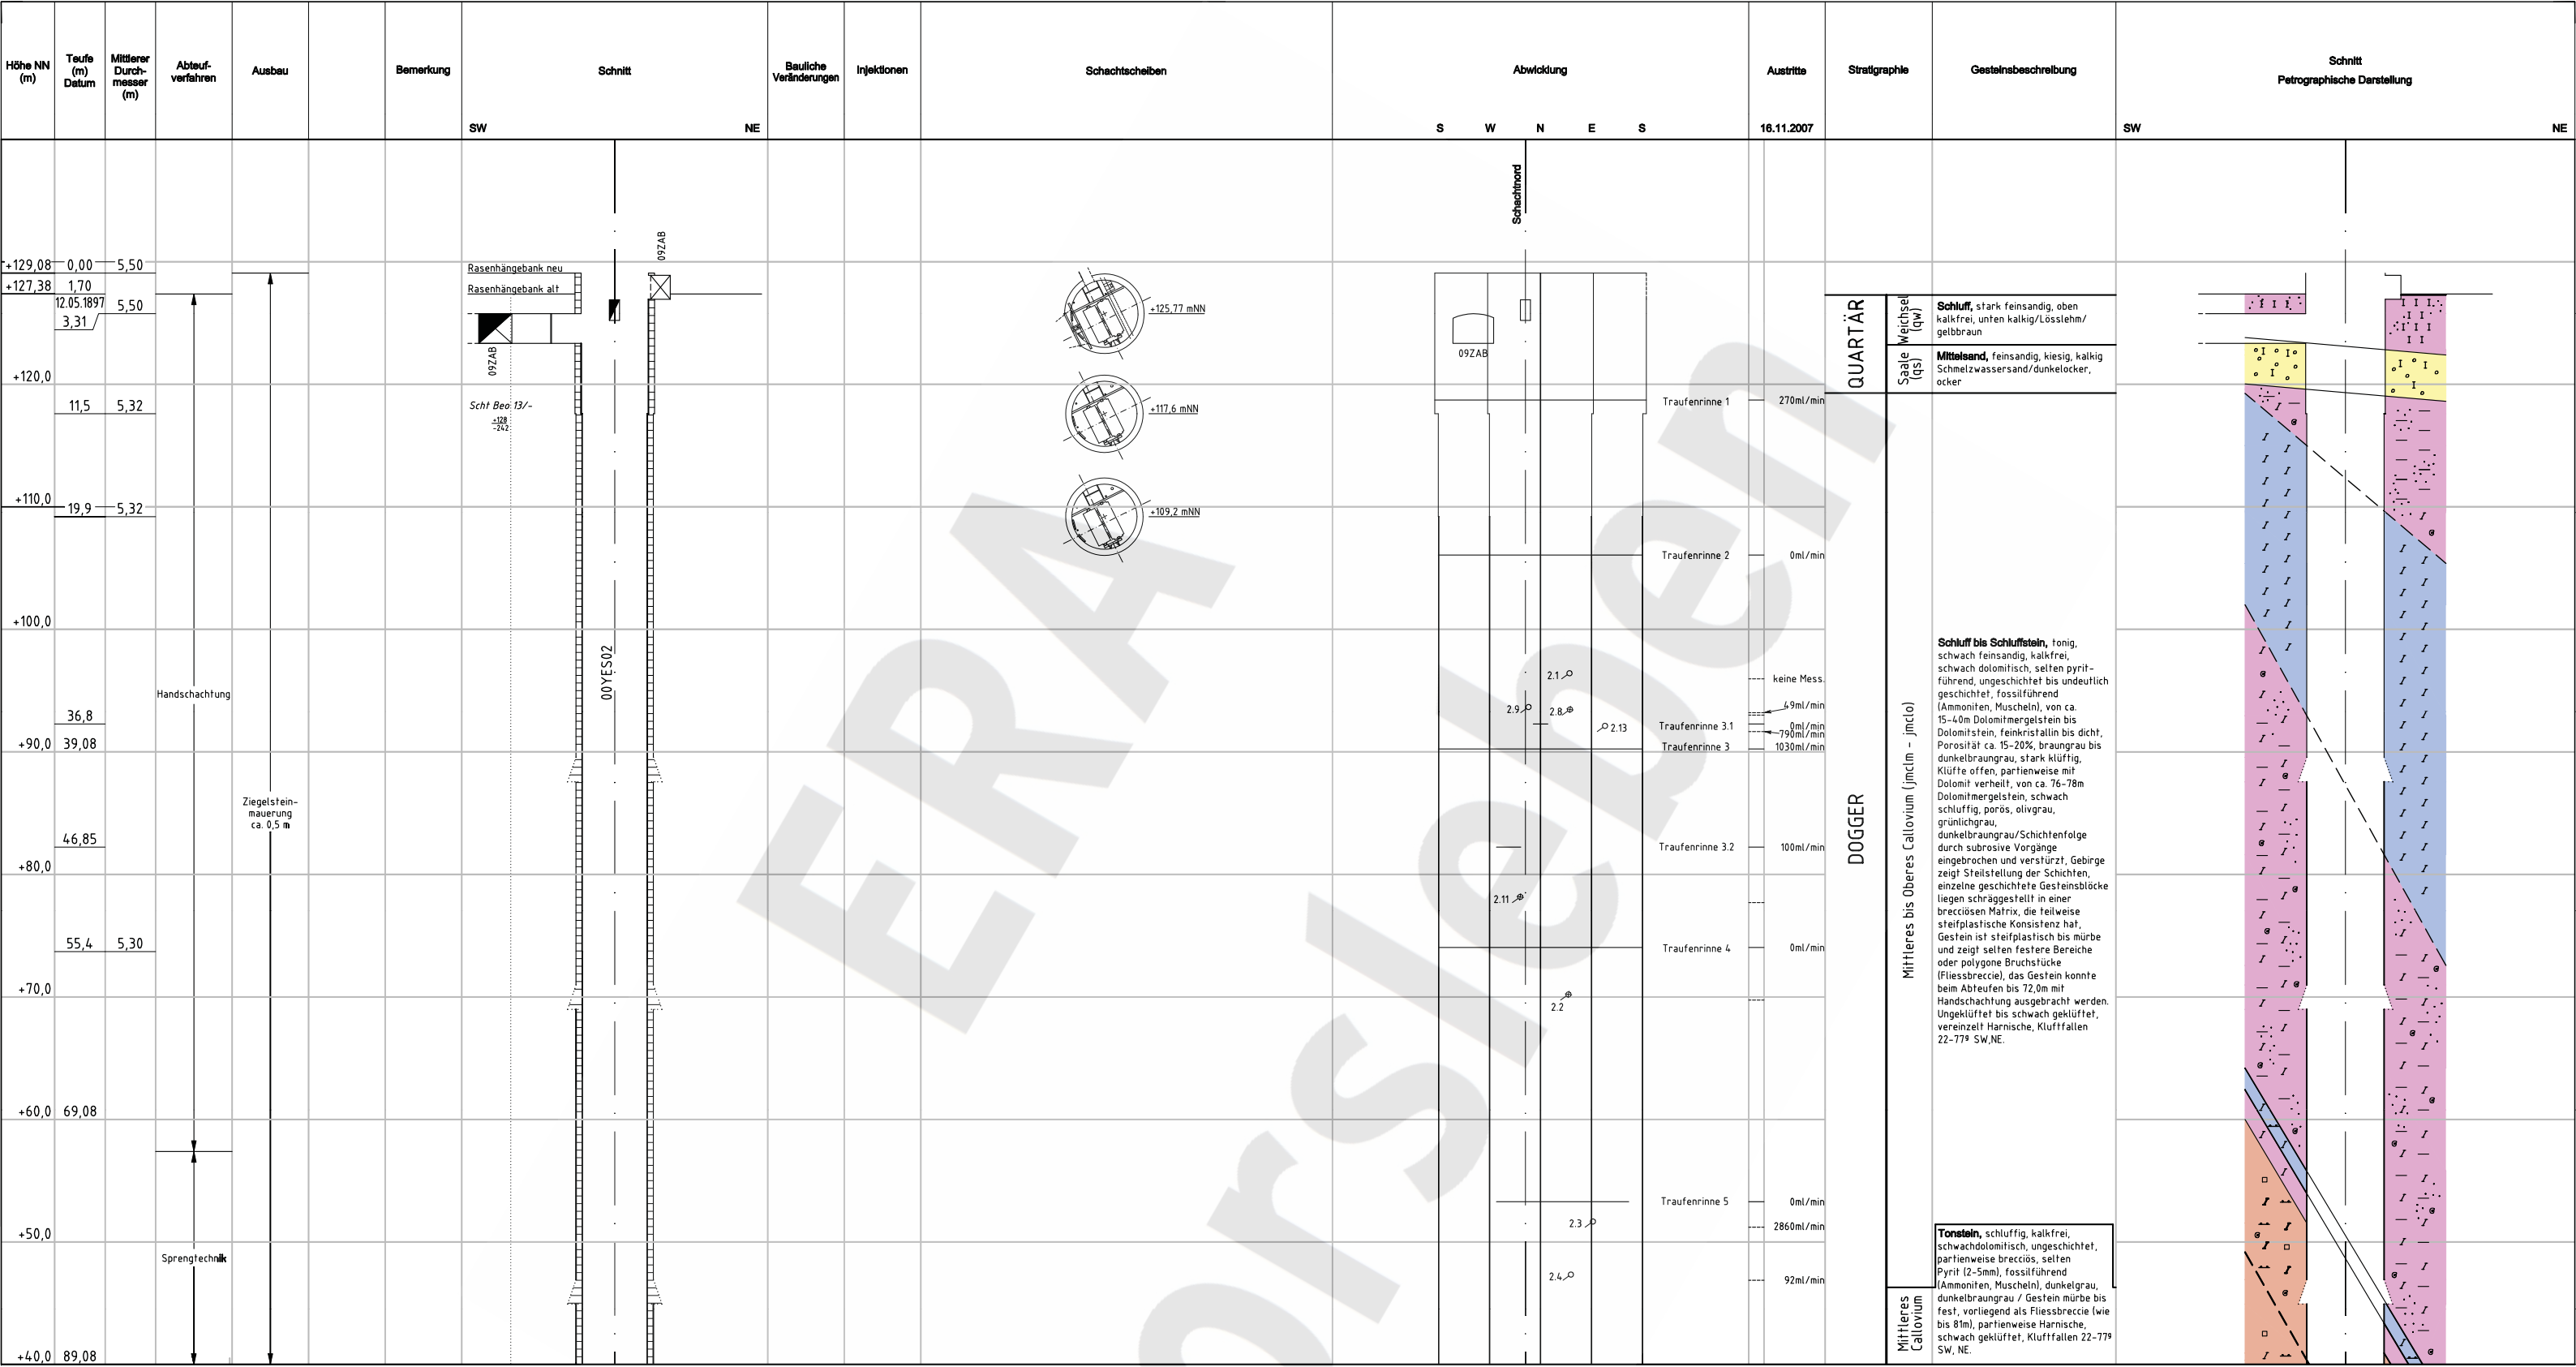 Höhe NN
(m)
Teufe
(m)
Datum
Mittlerer
Durch-
messer
(m)
Abteuf-
verfahren
Ausbau
Bemerkung
Schnitt
SW NE
Bauliche
Veränderungen
Injektionen
Schachtscheiben
Abwicklung
S W N E S
Austritte
16.11.2007
Stratigraphie
Gesteinsbeschreibung
Schnitt
Petrographische Darstellung
SW NE
+129,08 0,00 5,50
+127,38 1,70
12.05.1897 5,50
3,31
+120,0
11,5 5,32
+110,0
19,9 5,32
+100,0
36,8
+90,0 39,08
46,85
+80,0
55,4 5,30
+70,0
+60,0 69,08
+50,0
+40,0 89,08
Handschachtung
Sprengtechnik
Ziegelstein-
mauerung
ca. 0,5 m
Rasenhängebank neu
Rasenhängebank alt
09ZAB
09ZAB
Scht Beo 13/-
+128
-242
00YES02
+125,77 mNN
+117,6 mNN
+109,2 mNN
Schachtnord
09ZAB
Traufenrinne 1 270ml/min
Traufenrinne 2 0ml/min
2.1 keine Mess.
2.9 2.8 49ml/min
2.13
Traufenrinne 3.1 0ml/min
790ml/min
Traufenrinne 3 1030ml/min
Traufenrinne 3.2 100ml/min
2.11
Traufenrinne 4 0ml/min
2.2
Traufenrinne 5 0ml/min
2.3 2860ml/min
2.4 92ml/min
QUARTÄR
Weichsel
(qw)
Saale
(qs)
DOGGER
Mittleres bis Oberes Callovium (jmclm - jmclo)
Mittleres
Callovium
Schluff, stark feinsandig, oben
kalkfrei, unten kalkig/Lösslehm/
gelbbraun
Mittelsand, feinsandig, kiesig, kalkig
Schmelzwassersand/dunkelocker,
ocker
Schluff bis Schluffstein, tonig,
schwach feinsandig, kalkfrei,
schwach dolomitisch, selten pyrit-
führend, ungeschichtet bis undeutlich
geschichtet, fossilführend
(Ammoniten, Muscheln), von ca.
15-40m Dolomitmergelstein bis
Dolomitstein, feinkristallin bis dicht,
Porosität ca. 15-20%, braungrau bis
dunkelbraungrau, stark klüftig,
Klüfte offen, partienweise mit
Dolomit verheilt, von ca. 76-78m
Dolomitmergelstein, schwach
schluffig, porös, olivgrau,
grünlichgrau,
dunkelbraungrau/Schichtenfolge
durch subrosive Vorgänge
eingebrochen und verstürzt, Gebirge
zeigt Steilstellung der Schichten,
einzelne geschichtete Gesteinsblöcke
liegen schräggestellt in einer
brecciösen Matrix, die teilweise
steifplastische Konsistenz hat,
Gestein ist steifplastisch bis mürbe
und zeigt selten festere Bereiche
oder polygone Bruchstücke
(Fliessbreccie), das Gestein konnte
beim Abteufen bis 72,0m mit
Handschachtung ausgebracht werden.
Ungeklüftet bis schwach geklüftet,
vereinzelt Harnische, Kluftfallen
22-77ᵍ SW,NE.
Tonstein, schluffig, kalkfrei,
schwachdolomitisch, ungeschichtet,
partienweise brecciös, selten
Pyrit (2-5mm), fossilführend
(Ammoniten, Muscheln), dunkelgrau,
dunkelbraungrau / Gestein mürbe bis
fest, vorliegend als Fliessbreccie (wie
bis 81m), partienweise Harnische,
schwach geklüftet, Kluftfallen 22-77ᵍ
SW, NE.
ERA
orsleben